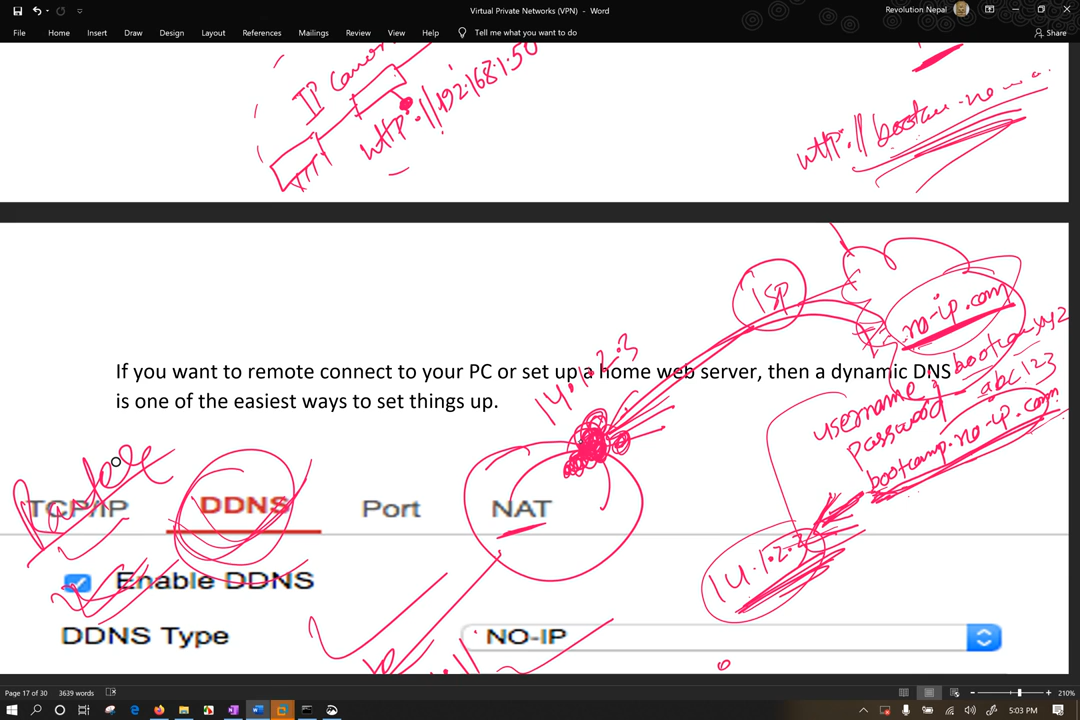 Virtual Private Networks (VPN) - Word
Revolution Nepal
File Home Insert Draw Design Layout References Mailings Review View Help Tell me what you want to do
Share
IP Camera
http://192.168.1.50
ISP
no-ip.com
14.1.2.3
username - bootcamxyz
password - abc123
bootcamp.no-ip.com
14.1.2.3
If you want to remote connect to your PC or set up a home web server, then a dynamic DNS
is one of the easiest ways to set things up.
Router
TCP/IP DDNS Port NAT
Enable DDNS
DDNS Type NO-IP
Page 17 of 30 3639 words
210%
5:03 PM